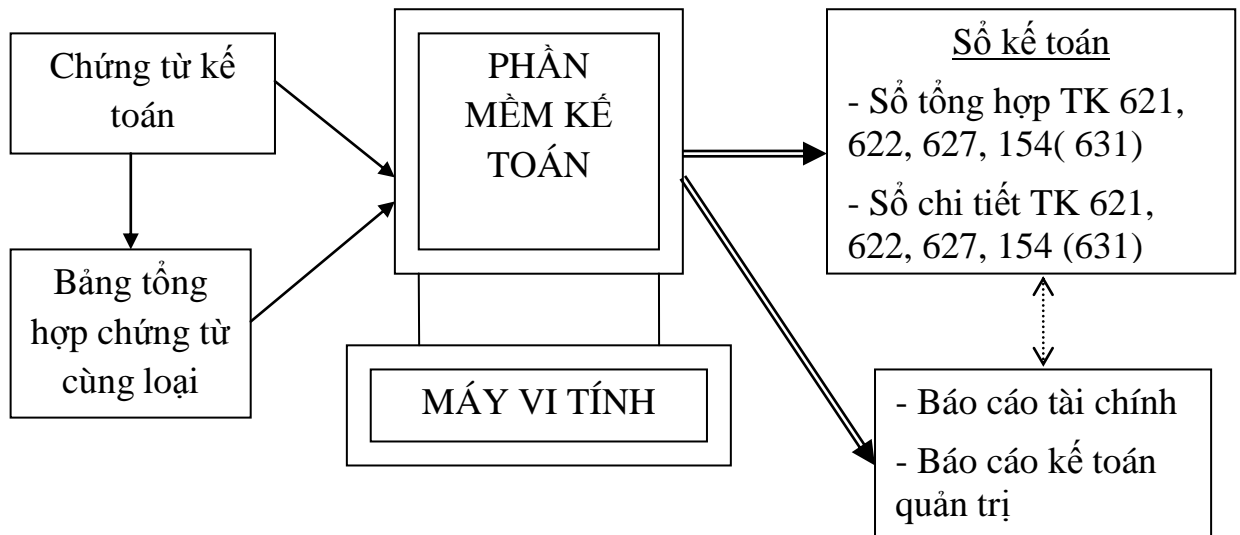 Chứng từ kế
toán
Bảng tổng
hợp chứng từ
cùng loại
PHẦN
MỀM KẾ
TOÁN
MÁY VI TÍNH
Sổ kế toán
- Sổ tổng hợp TK 621,
622, 627, 154( 631)
- Sổ chi tiết TK 621,
622, 627, 154 (631)
- Báo cáo tài chính
- Báo cáo kế toán
quản trị